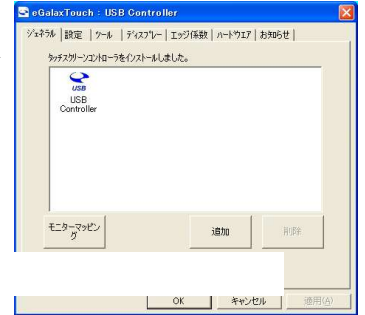 eGalaxTouch : USB Controller
ジェネラル 設定 ツール ディスプレー エッジ係数 ハードウエア お知らせ
タッチスクリーンコントローラをインストールしました。
USB
USB
Controller
モニターマッピン
グ
追加
削除
OK
キャンセル
適用(A)